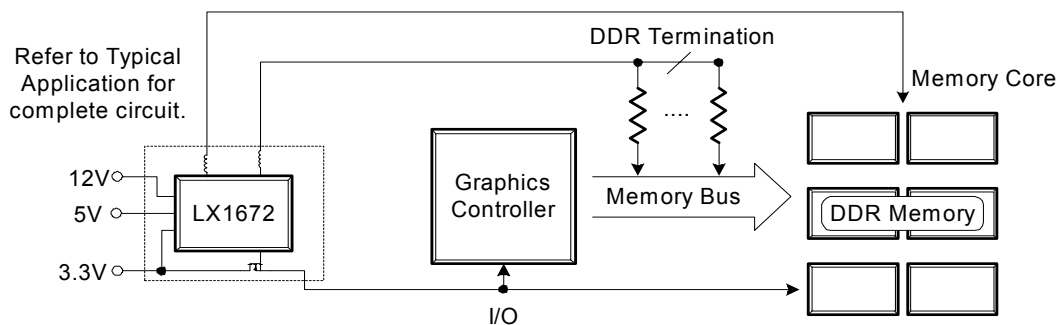 Refer to Typical
Application for
complete circuit.
DDR Termination
Memory Core
....
12V
5V
3.3V
LX1672
Graphics
Controller
Memory Bus
DDR Memory
I/O